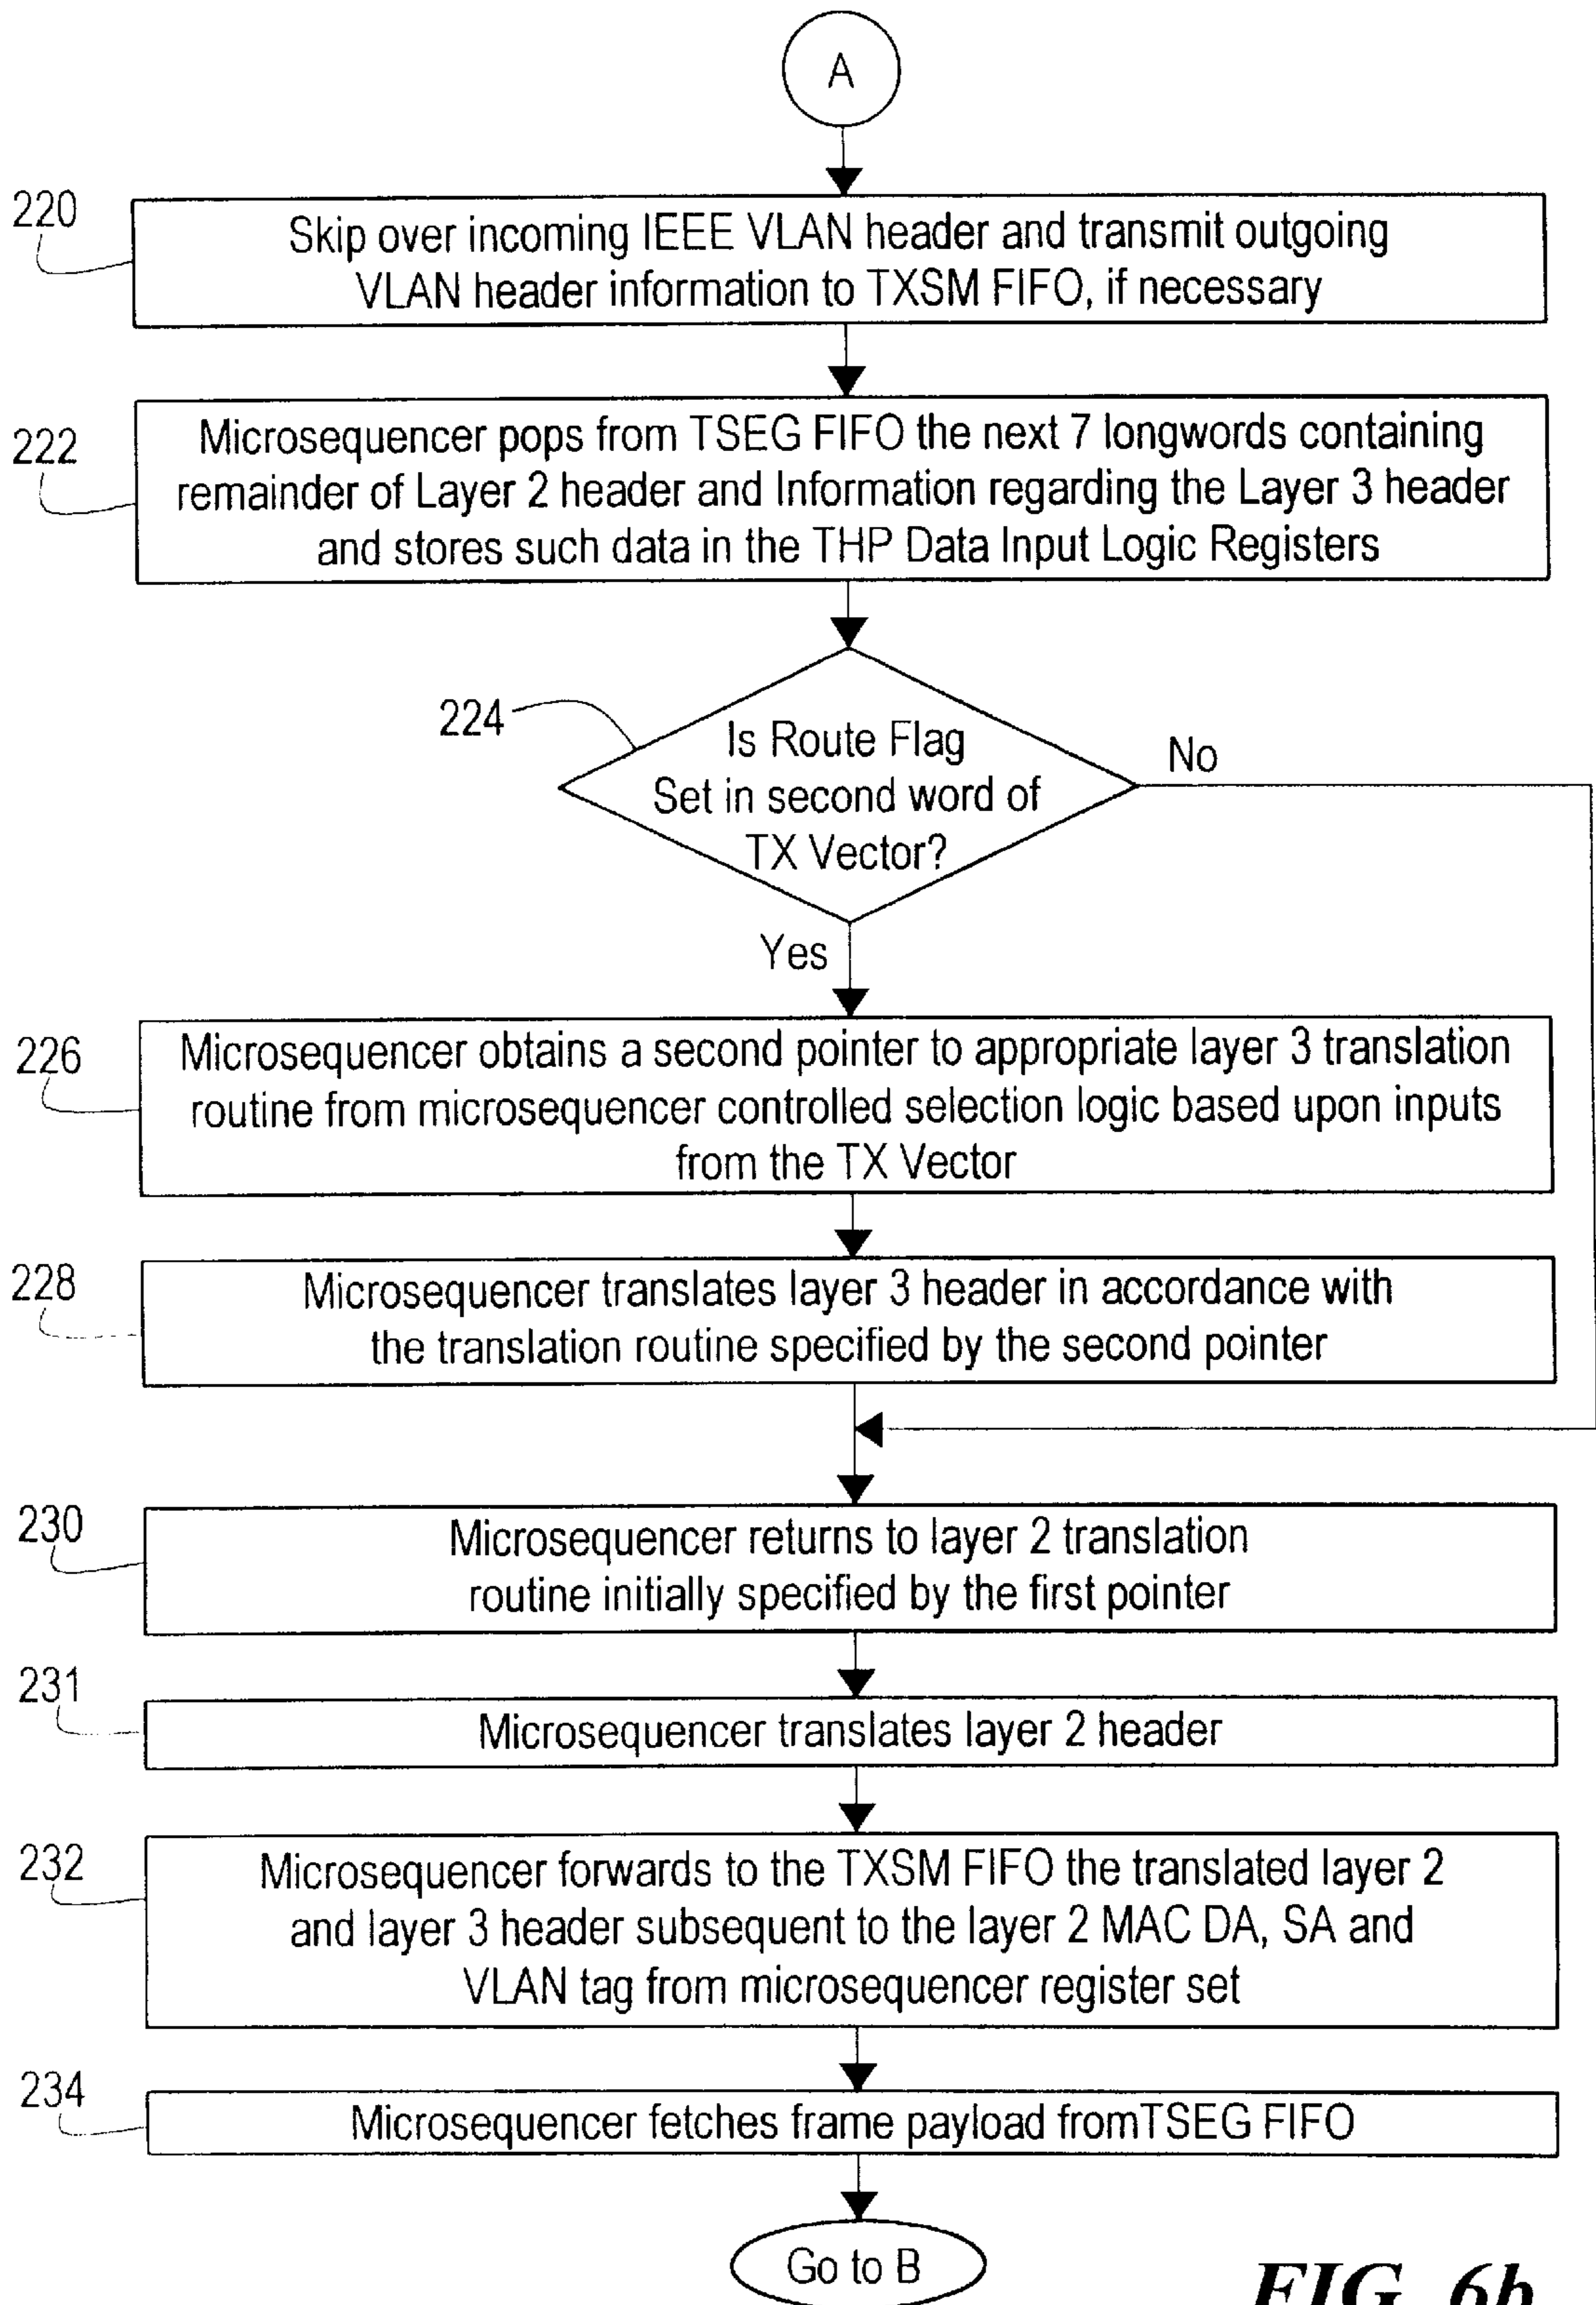 A
220
Skip over incoming IEEE VLAN header and transmit outgoing
VLAN header information to TXSM FIFO, if necessary
222
Microsequencer pops from TSEG FIFO the next 7 longwords containing
remainder of Layer 2 header and Information regarding the Layer 3 header
and stores such data in the THP Data Input Logic Registers
224
Is Route Flag
Set in second word of
TX Vector?
No
Yes
226
Microsequencer obtains a second pointer to appropriate layer 3 translation
routine from microsequencer controlled selection logic based upon inputs
from the TX Vector
228
Microsequencer translates layer 3 header in accordance with
the translation routine specified by the second pointer
230
Microsequencer returns to layer 2 translation
routine initially specified by the first pointer
231
Microsequencer translates layer 2 header
232
Microsequencer forwards to the TXSM FIFO the translated layer 2
and layer 3 header subsequent to the layer 2 MAC DA, SA and
VLAN tag from microsequencer register set
234
Microsequencer fetches frame payload fromTSEG FIFO
Go to B
FIG. 6b